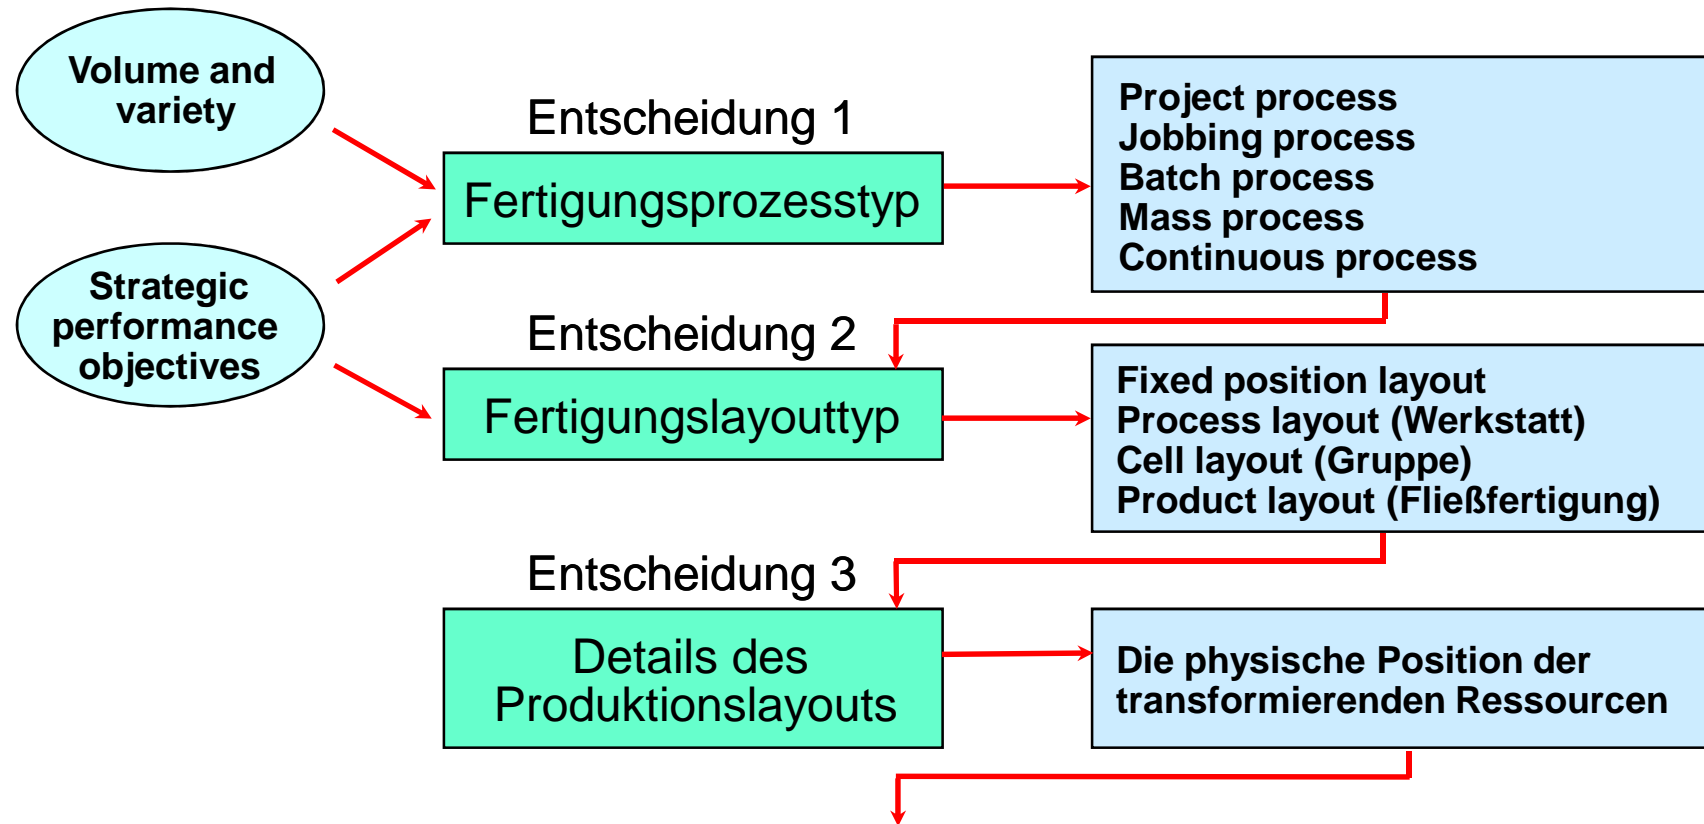 Volume and
variety
Strategic
performance
objectives
Entscheidung 1
Fertigungsprozesstyp
Project process
Jobbing process
Batch process
Mass process
Continuous process
Entscheidung 2
Fertigungslayouttyp
Fixed position layout
Process layout (Werkstatt)
Cell layout (Gruppe)
Product layout (Fließfertigung)
Entscheidung 3
Details des
Produktionslayouts
Die physische Position der
transformierenden Ressourcen